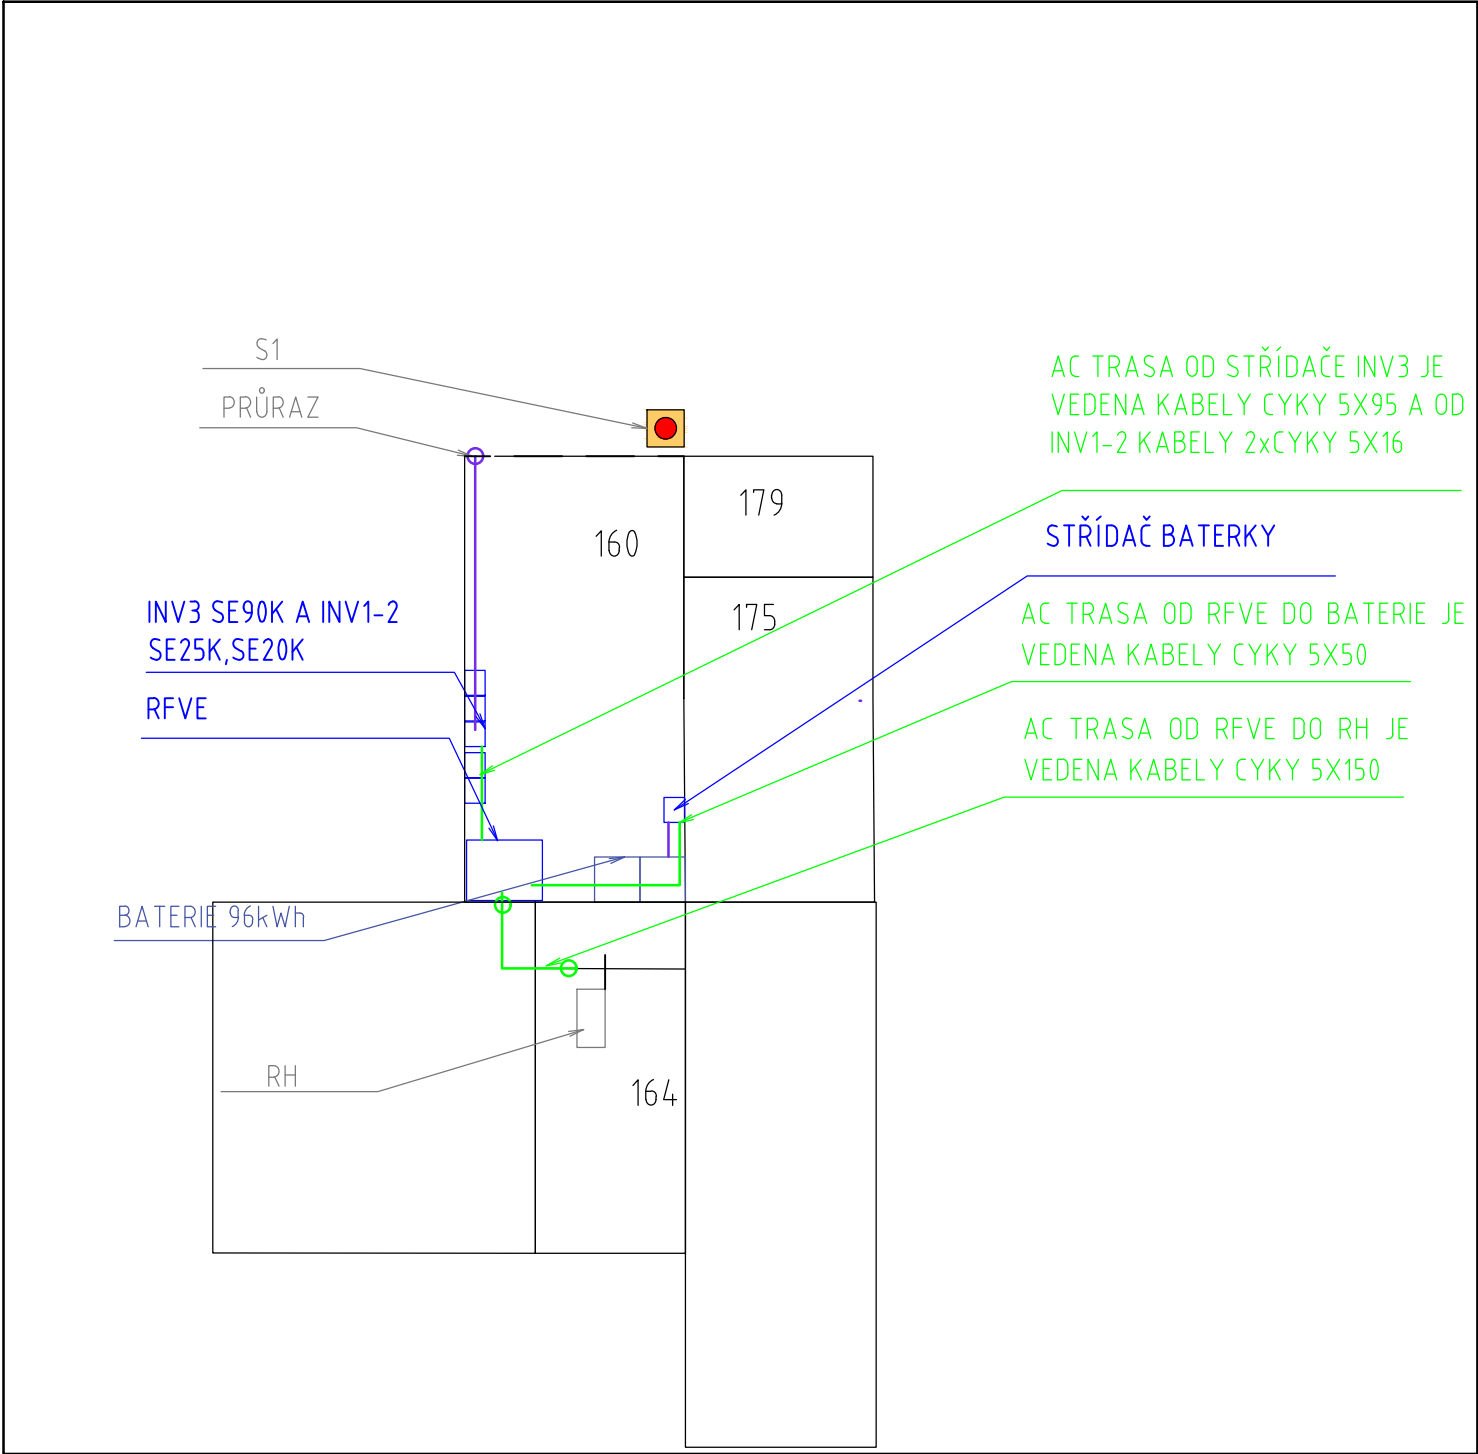 S1
PRŮRAZ
AC TRASA OD STŘÍDAČE INV3 JE
VEDENA KABELY CYKY 5X95 A OD
INV1-2 KABELY 2xCYKY 5X16
179
160
STŘÍDAČ BATERKY
INV3 SE90K A INV1-2
SE25K,SE20K
175
AC TRASA OD RFVE DO BATERIE JE
VEDENA KABELY CYKY 5X50
RFVE
AC TRASA OD RFVE DO RH JE
VEDENA KABELY CYKY 5X150
BATERIE 96kWh
RH
164